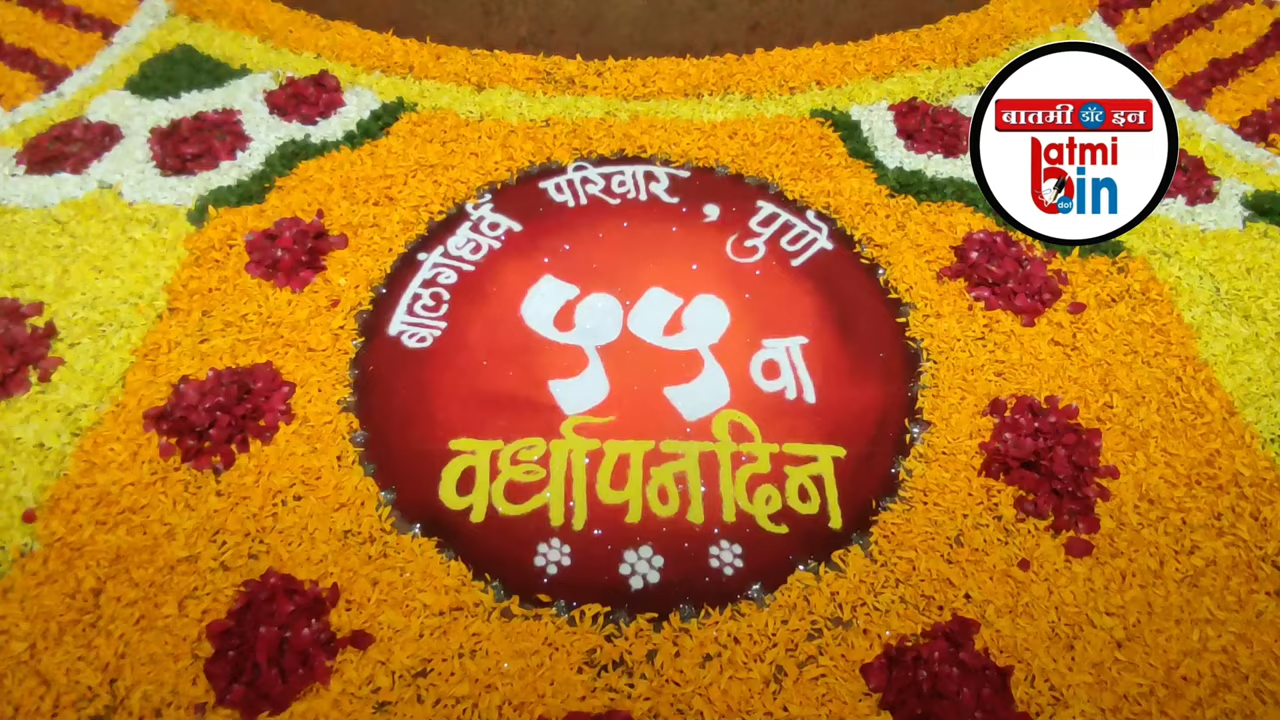 बालगंधर्व परिवार, पुणे
५५ वा
वर्धापनदिन
बातमी डॉट इन
batmi
dot in